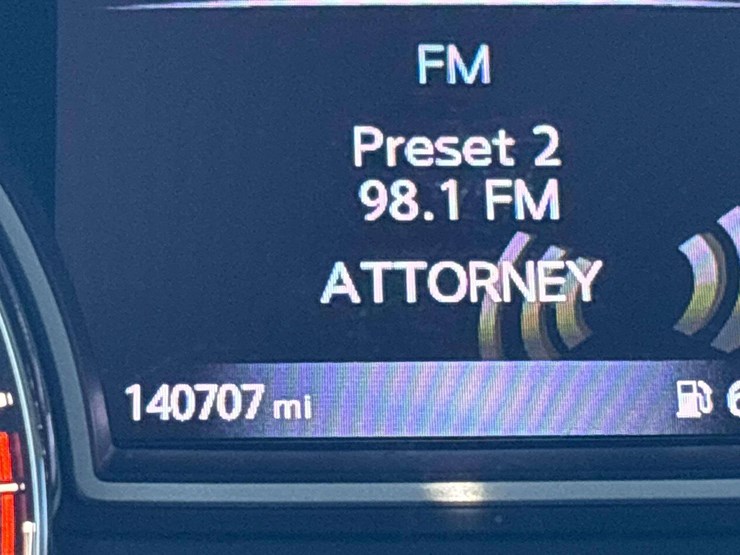 FM
Preset 2
98.1 FM
ATTORNEY
140707 mi